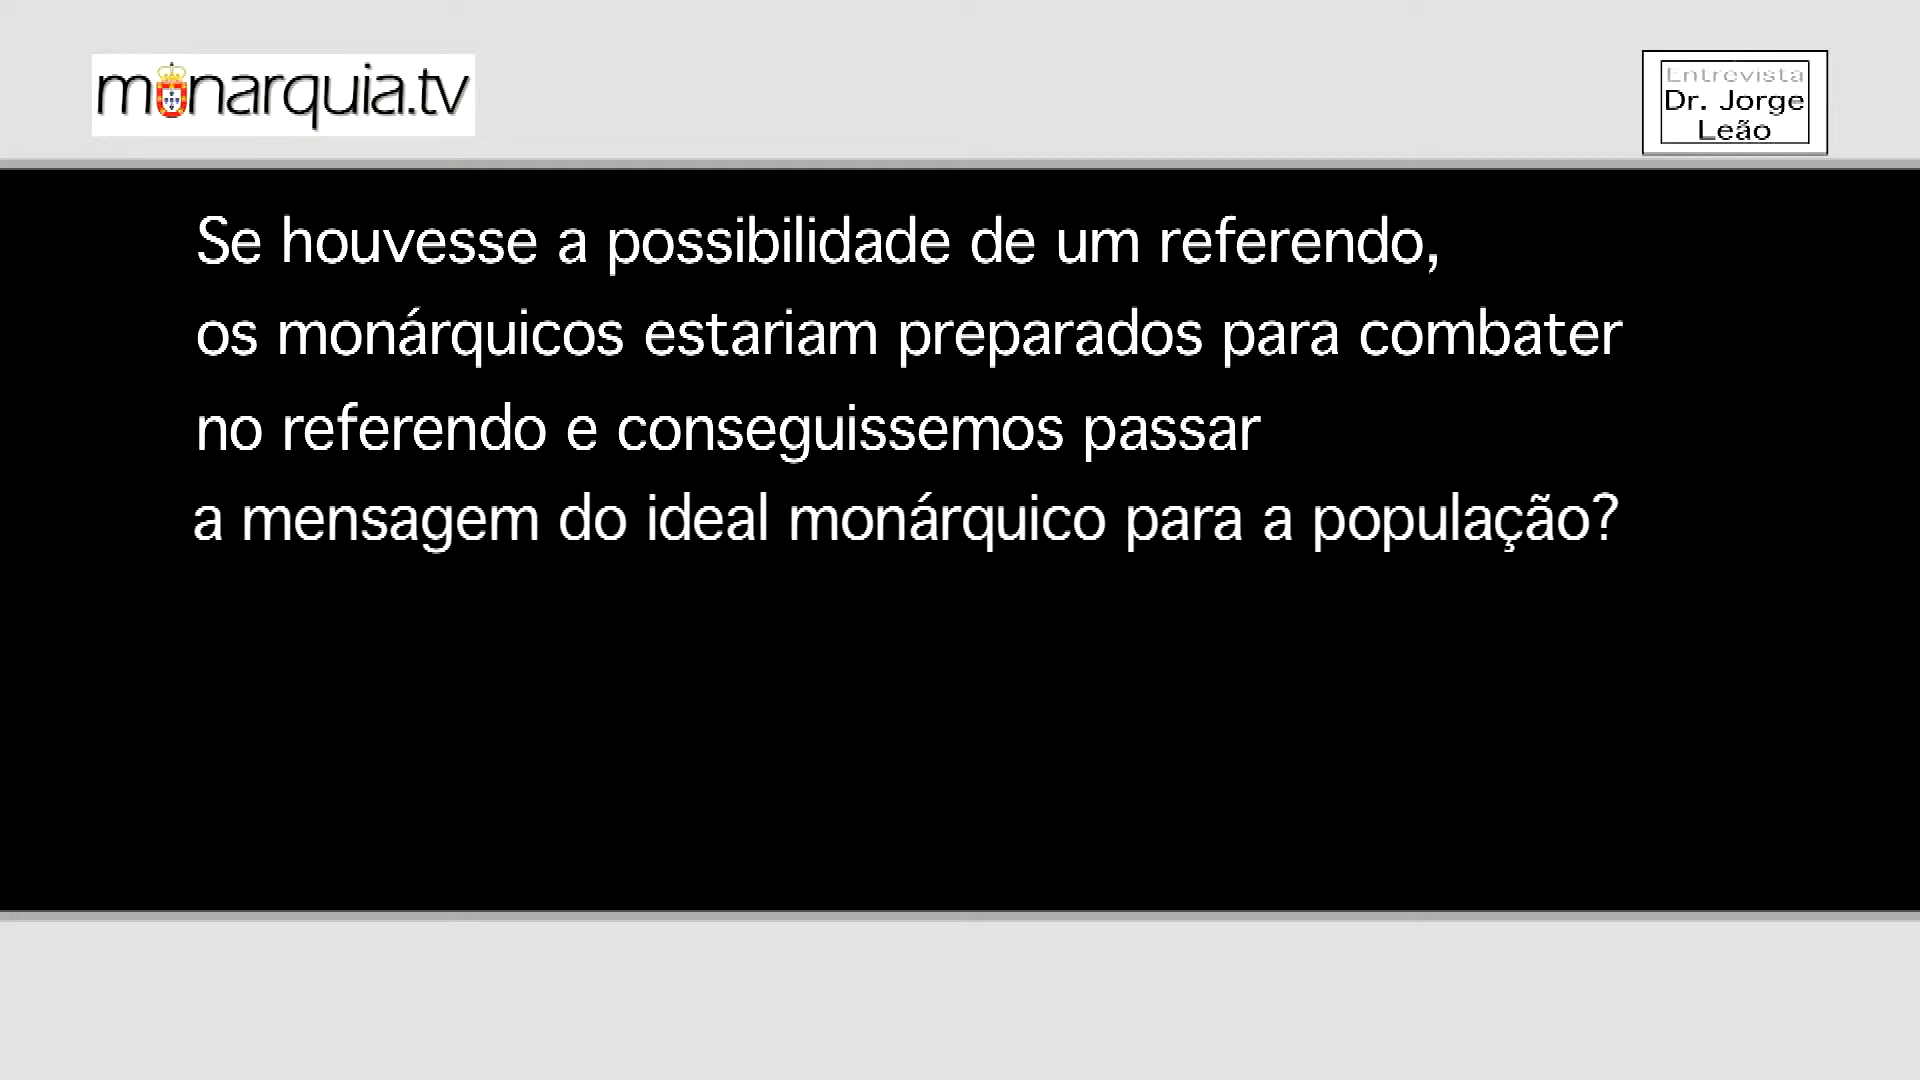 monarquia.tv
Entrevista
Dr. Jorge
Leão
Se houvesse a possibilidade de um referendo,
os monárquicos estariam preparados para combater
no referendo e conseguissemos passar
a mensagem do ideal monárquico para a população?